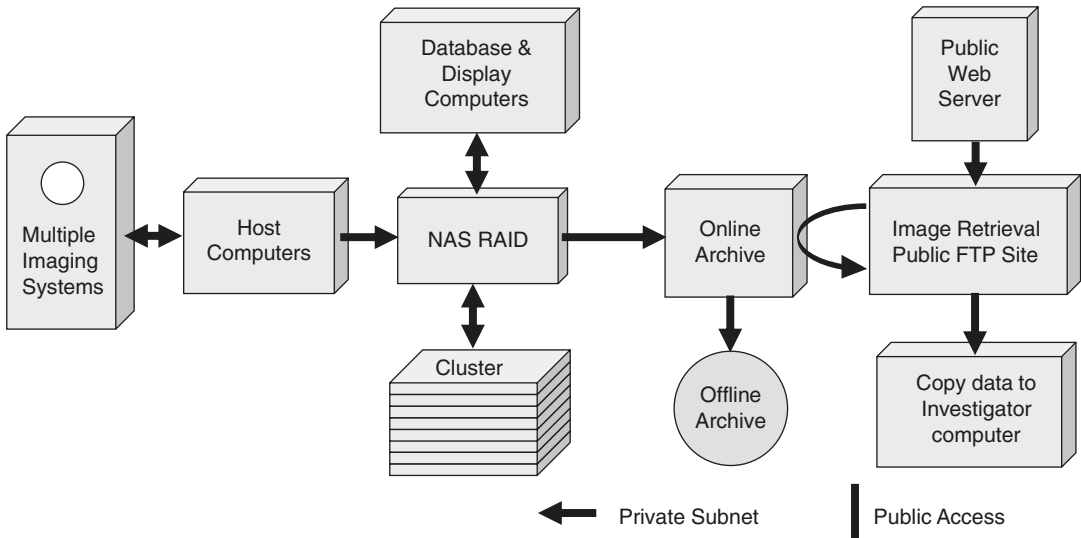 Database &
Display
Computers
Public
Web
Server
Multiple
Imaging
Systems
Host
Computers
NAS RAID
Online
Archive
Image Retrieval
Public FTP Site
Cluster
Offline
Archive
Copy data to
Investigator
computer
Private Subnet
Public Access